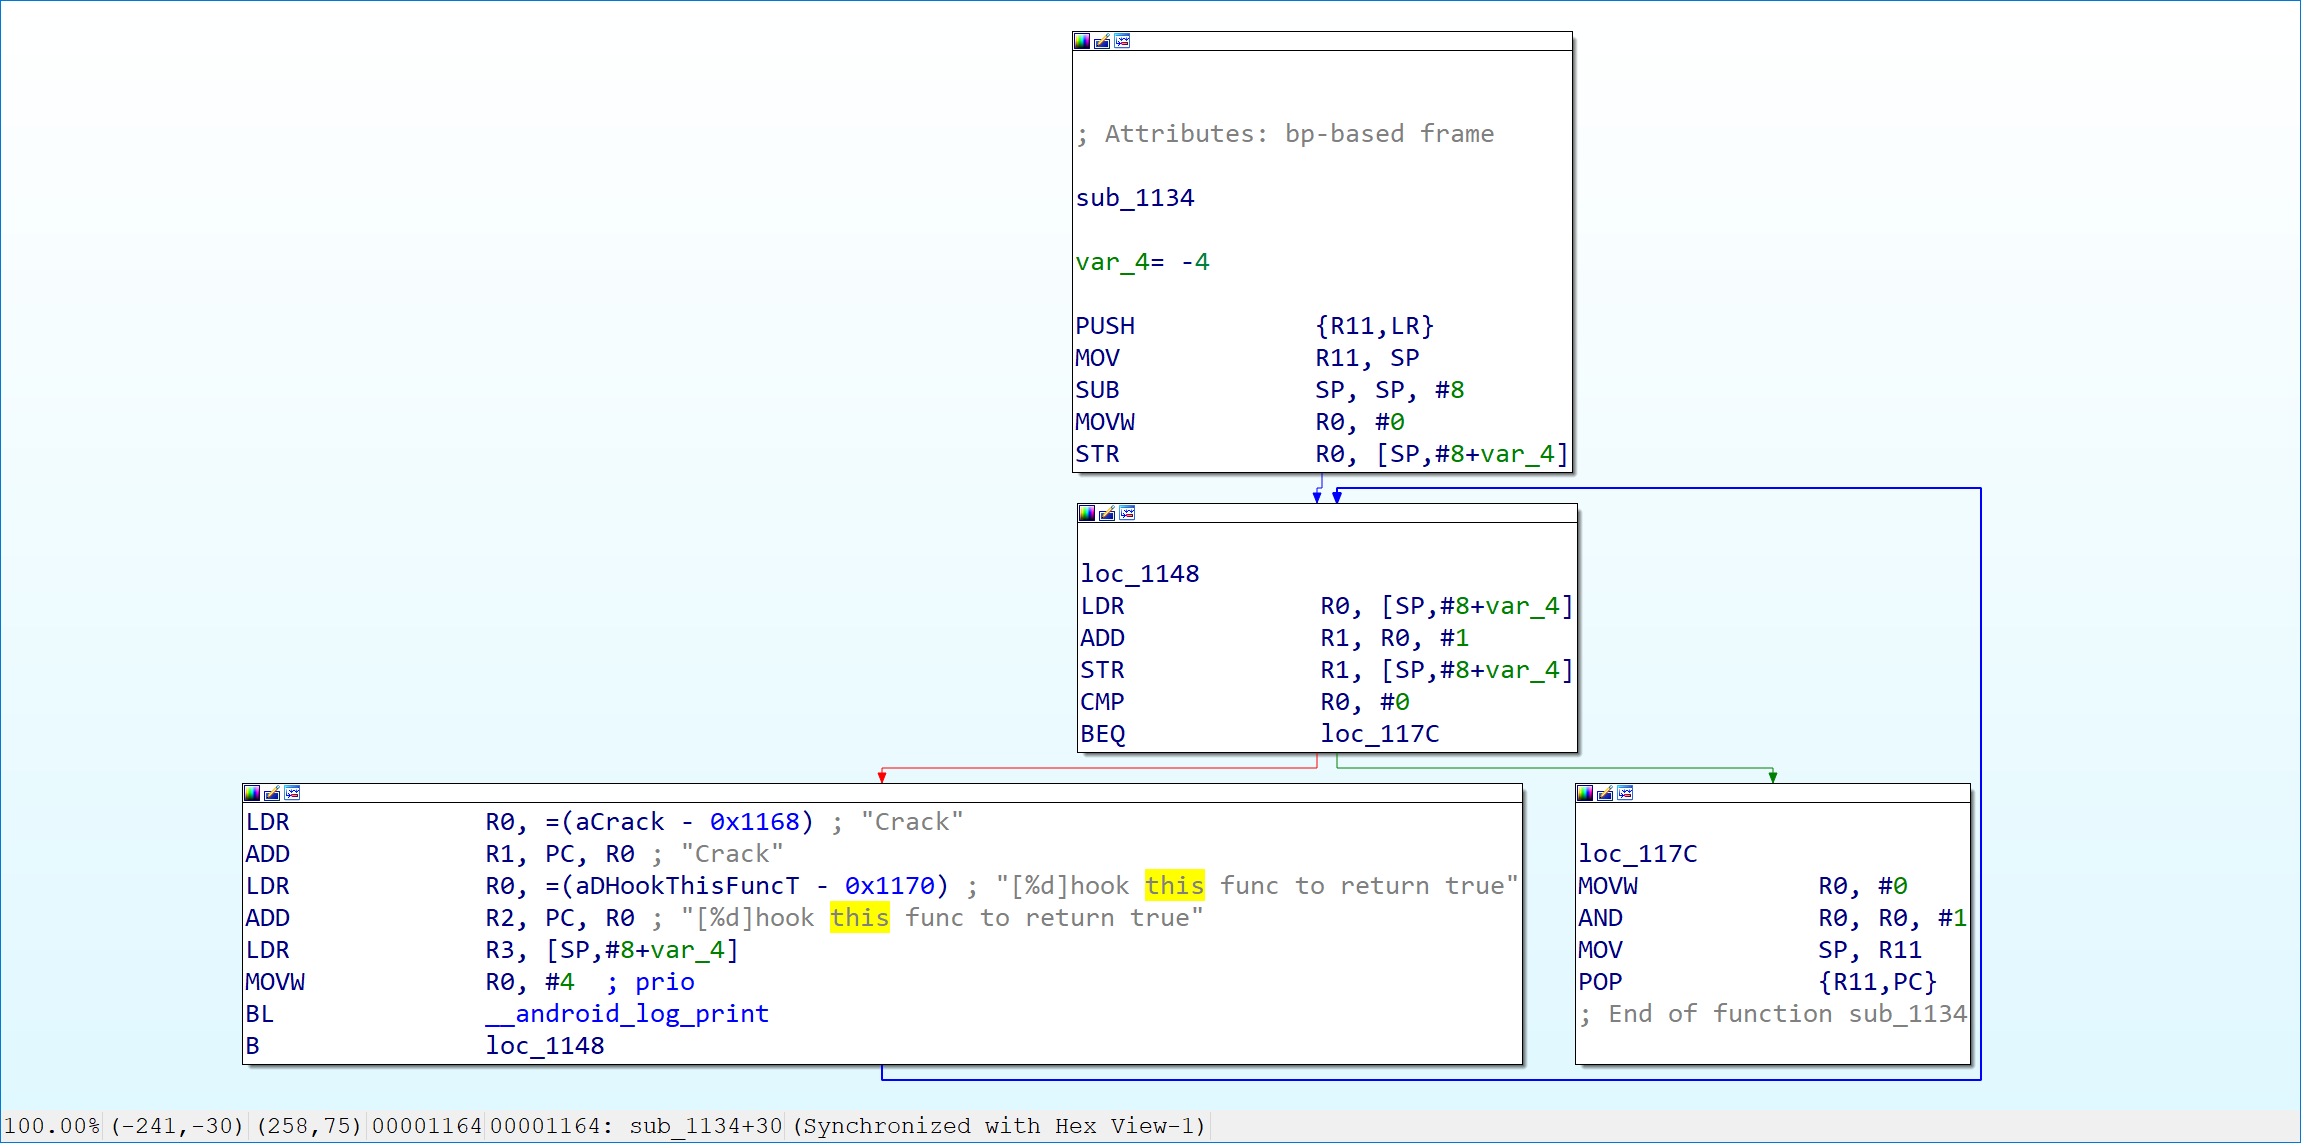 ; Attributes: bp-based frame
sub_1134
var_4= -4
PUSH {R11,LR}
MOV R11, SP
SUB SP, SP, #8
MOVW R0, #0
STR R0, [SP,#8+var_4]
loc_1148
LDR R0, [SP,#8+var_4]
ADD R1, R0, #1
STR R1, [SP,#8+var_4]
CMP R0, #0
BEQ loc_117C
LDR R0, =(aCrack - 0x1168) ; "Crack"
ADD R1, PC, R0 ; "Crack"
LDR R0, =(aDHookThisFuncT - 0x1170) ; "[%d]hook this func to return true"
ADD R2, PC, R0 ; "[%d]hook this func to return true"
LDR R3, [SP,#8+var_4]
MOVW R0, #4 ; prio
BL __android_log_print
B loc_1148
loc_117C
MOVW R0, #0
AND R0, R0, #1
MOV SP, R11
POP {R11,PC}
; End of function sub_1134
100.00% (-241,-30) (258,75) 00001164 00001164: sub_1134+30 (Synchronized with Hex View-1)